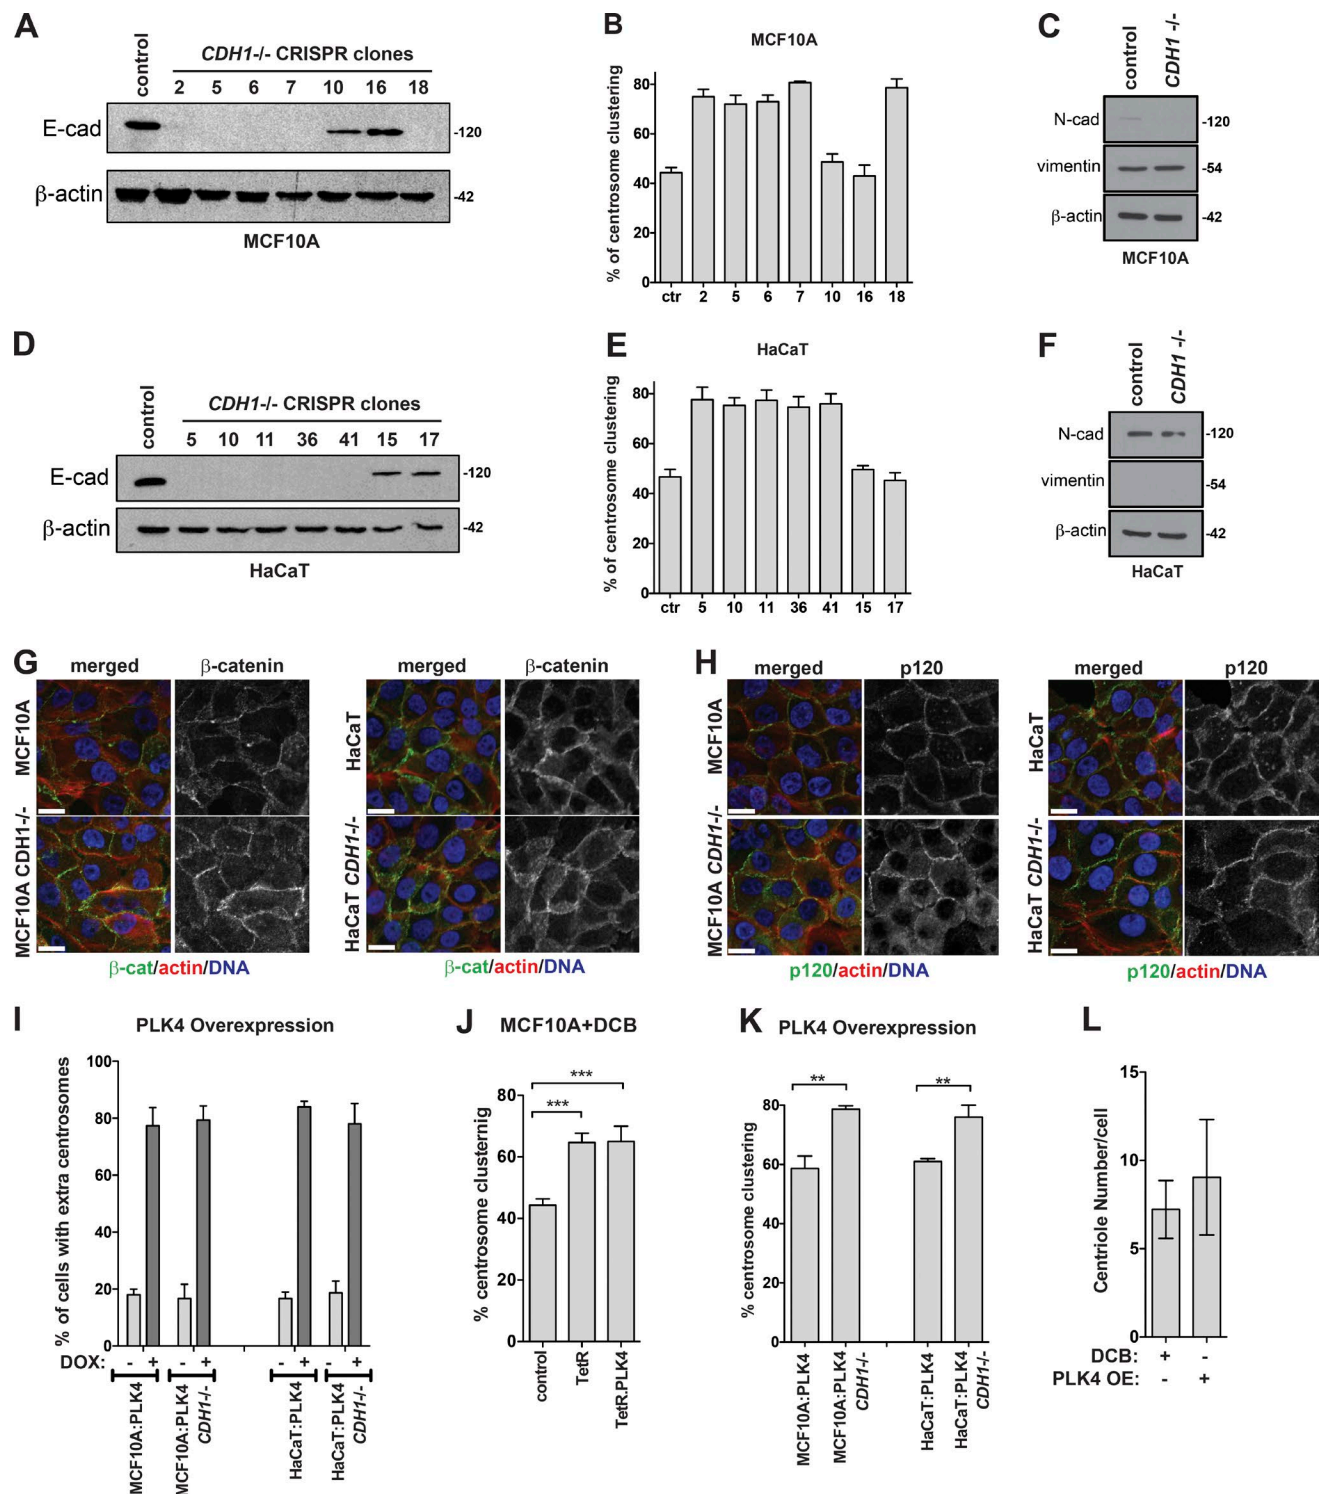 A
control
CDH1-/- CRISPR clones
2 5 6 7 10 16 18
E-cad
-120
β-actin
-42
MCF10A
B
MCF10A
% of centrosome clustering
80
60
40
20
0
ctr 2 5 6 7 10 16 18
C
control
CDH1 -/-
N-cad
-120
vimentin
-54
β-actin
-42
MCF10A
D
control
CDH1-/- CRISPR clones
5 10 11 36 41 15 17
E-cad
-120
β-actin
-42
HaCaT
E
HaCaT
% of centrosome clustering
80
60
40
20
0
ctr 5 10 11 36 41 15 17
F
control
CDH1 -/-
N-cad
-120
vimentin
-54
β-actin
-42
HaCaT
G
merged β-catenin
MCF10A
MCF10A CDH1-/-
β-cat/actin/DNA
merged β-catenin
HaCaT
HaCaT CDH1-/-
β-cat/actin/DNA
H
merged p120
MCF10A
MCF10A CDH1-/-
p120/actin/DNA
merged p120
HaCaT
HaCaT CDH1-/-
p120/actin/DNA
I
PLK4 Overexpression
% of cells with extra centrosomes
100
80
60
40
20
0
DOX: - + - + - + - +
MCF10A:PLK4
MCF10A:PLK4
CDH1-/-
HaCaT:PLK4
HaCaT:PLK4
CDH1-/-
J
MCF10A+DCB
% centrosome clusternig
80
60
40
20
0
***
***
control
TetR
TetR.PLK4
K
PLK4 Overexpression
% centrosome clustering
80
60
40
20
0
**
**
MCF10A:PLK4
MCF10A:PLK4
CDH1-/-
HaCaT:PLK4
HaCaT:PLK4
CDH1-/-
L
Centriole Number/cell
15
10
5
0
DCB: + -
PLK4 OE: - +